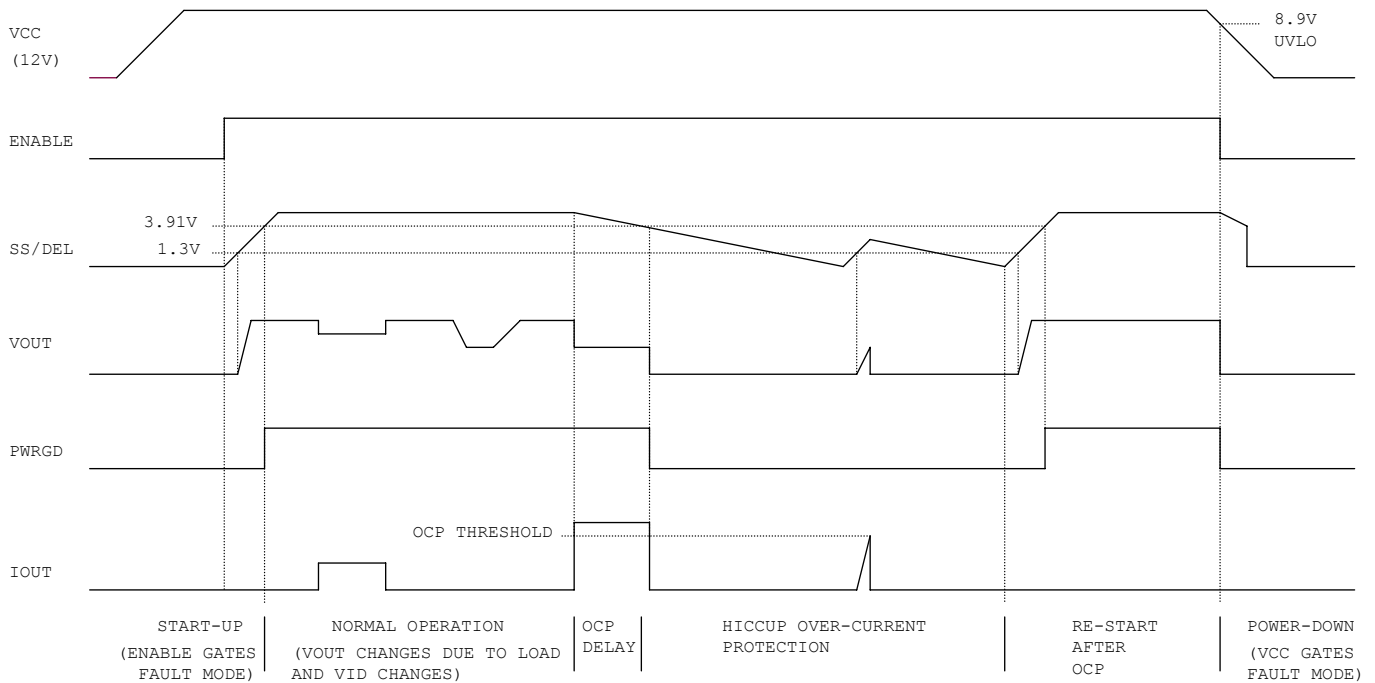 VCC
(12V)
8.9V
UVLO
ENABLE
3.91V
SS/DEL
1.3V
VOUT
PWRGD
OCP THRESHOLD
IOUT
START-UP
(ENABLE GATES
FAULT MODE)
NORMAL OPERATION
(VOUT CHANGES DUE TO LOAD
AND VID CHANGES)
OCP
DELAY
HICCUP OVER-CURRENT
PROTECTION
RE-START
AFTER
OCP
POWER-DOWN
(VCC GATES
FAULT MODE)